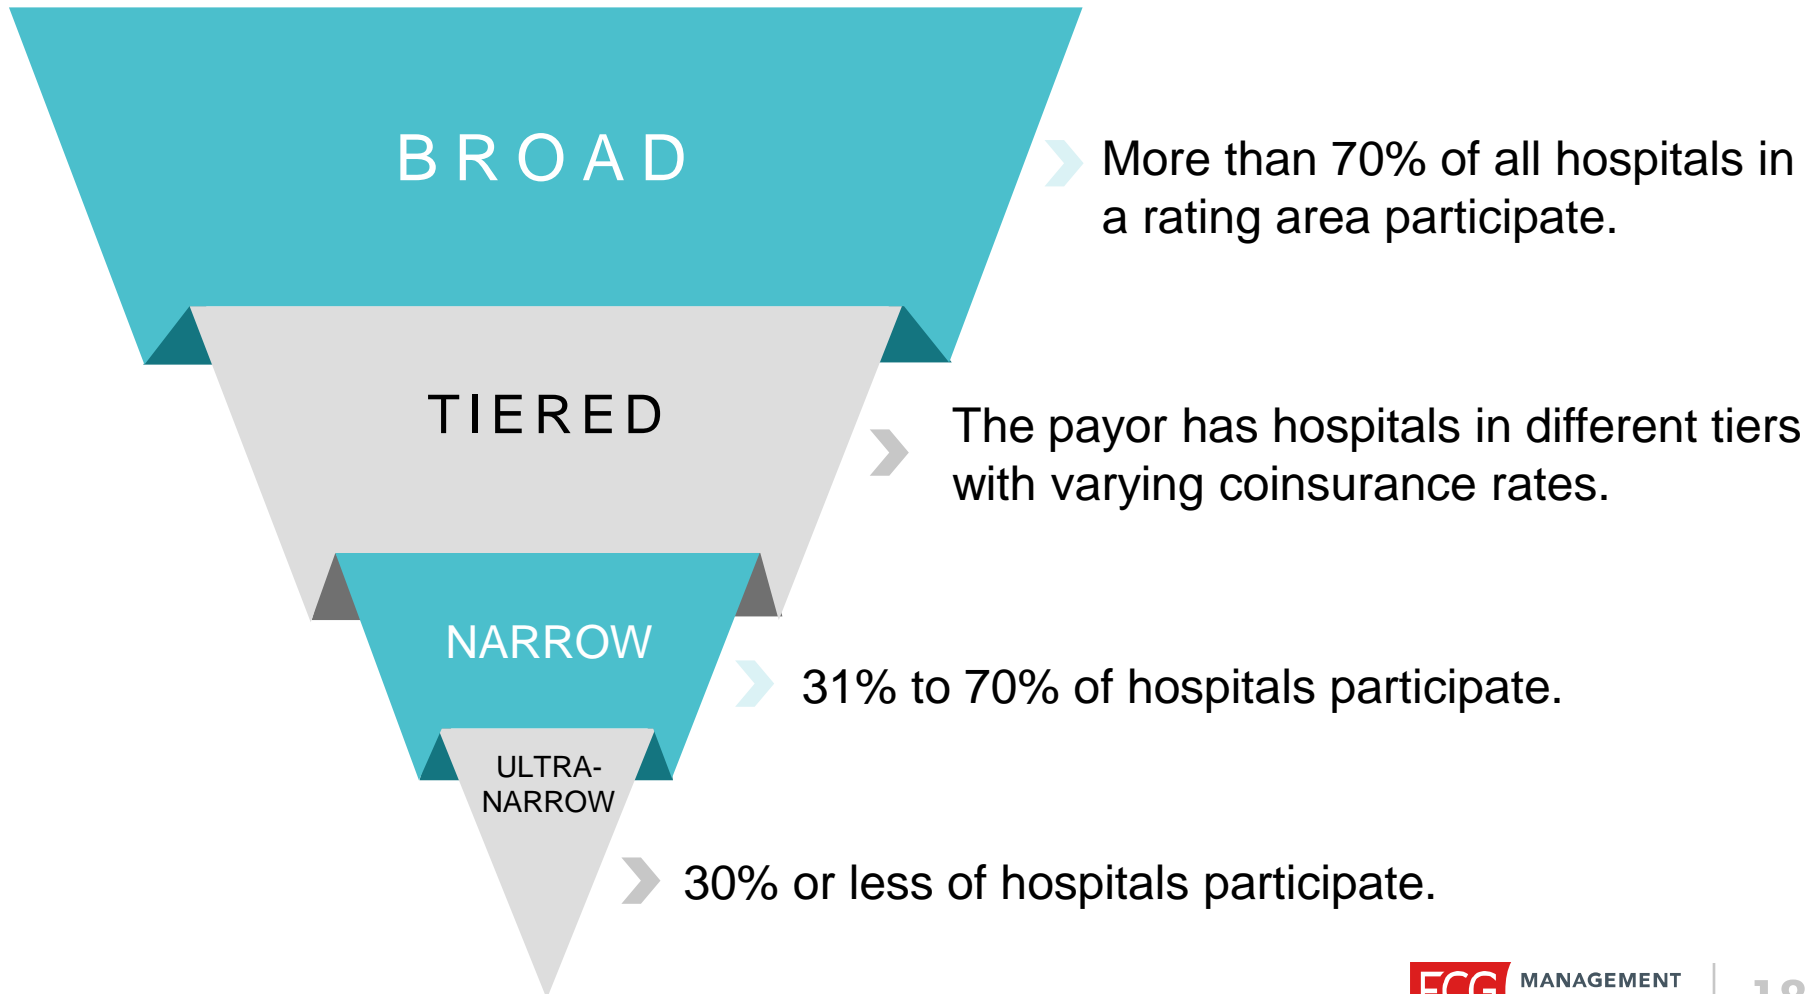 BROAD
More than 70% of all hospitals in
a rating area participate.
TIERED
The payor has hospitals in different tiers
with varying coinsurance rates.
NARROW
31% to 70% of hospitals participate.
ULTRA-
NARROW
30% or less of hospitals participate.
ECG MANAGEMENT
18